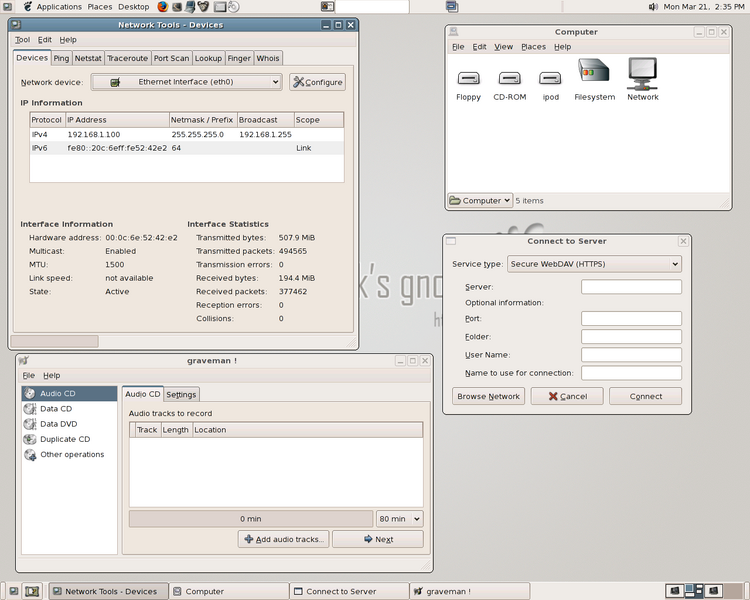 Applications Places Desktop
Mon Mar 21, 2:35 PM
Network Tools - Devices
Tool Edit Help
Devices Ping Netstat Traceroute Port Scan Lookup Finger Whois
Network device: Ethernet Interface (eth0) Configure
IP Information
Protocol IP Address Netmask / Prefix Broadcast Scope
IPv4 192.168.1.100 255.255.255.0 192.168.1.255
IPv6 fe80::20c:6eff:fe52:42e2 64 Link
Interface Information
Hardware address: 00:0c:6e:52:42:e2
Multicast: Enabled
MTU: 1500
Link speed: not available
State: Active
Interface Statistics
Transmitted bytes: 507.9 MiB
Transmitted packets: 494565
Transmission errors: 0
Received bytes: 194.4 MiB
Received packets: 377462
Reception errors: 0
Collisions: 0
Computer
File Edit View Places Help
Floppy CD-ROM ipod Filesystem Network
Computer 5 items
k's gno
Connect to Server
Service type: Secure WebDAV (HTTPS)
Server:
Optional information:
Port:
Folder:
User Name:
Name to use for connection:
Browse Network Cancel Connect
graveman !
File Help
Audio CD
Data CD
Data DVD
Duplicate CD
Other operations
Audio CD Settings
Audio tracks to record
Track Length Location
0 min 80 min
Add audio tracks... Next
Network Tools - Devices Computer Connect to Server graveman !